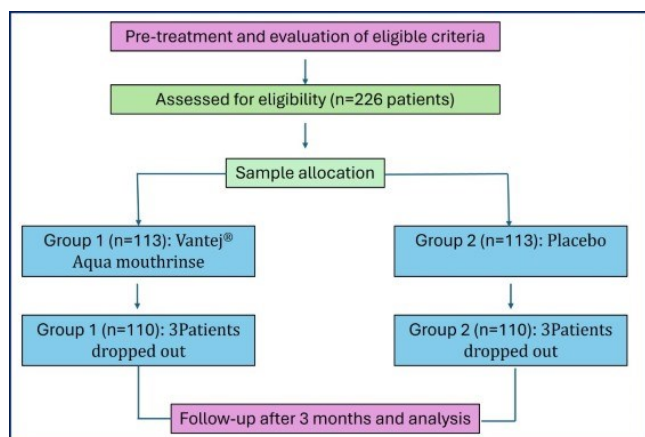 Pre-treatment and evaluation of eligible criteria
Assessed for eligibility (n=226 patients)
Sample allocation
Group 1 (n=113): Vantej®
Aqua mouthrinse
Group 2 (n=113): Placebo
Group 1 (n=110): 3Patients
dropped out
Group 2 (n=110): 3Patients
dropped out
Follow-up after 3 months and analysis